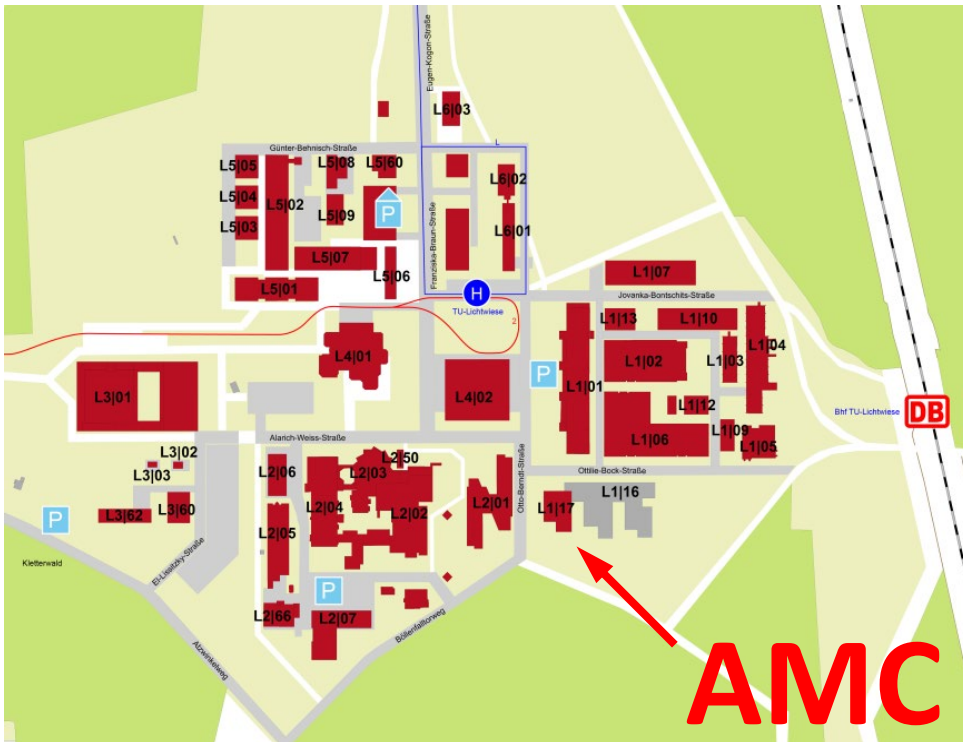 Eugen-Kogon-Straße
L6|03
Günter-Behnisch-Straße
L
L5|05
L5|08
L5|60
L5|04
L5|02
L6|02
L5|09
P
L5|03
Franziska-Braun-Straße
L6|01
L5|07
L5|06
L5|01
L1|07
H
TU-Lichtwiese
2
Jovanka-Bontschits-Straße
L1|13
L1|10
L4|01
L1|02
L1|03
L1|04
P
L1|01
L3|01
L4|02
L1|12
Bhf TU-Lichtwiese
DB
L1|09
L1|06
L1|05
Alarich-Weiss-Straße
L3|02
L3|03
L2|06
L2|03
L2|50
Otto-Berndt-Straße
Ottilie-Bock-Straße
L1|16
L2|04
L2|01
L1|17
L3|62
L3|60
L2|02
P
L2|05
El-Lissitzky-Straße
Kletterwald
P
L2|66
L2|07
Böllenfalltorweg
Atzwinkelweg
AMC